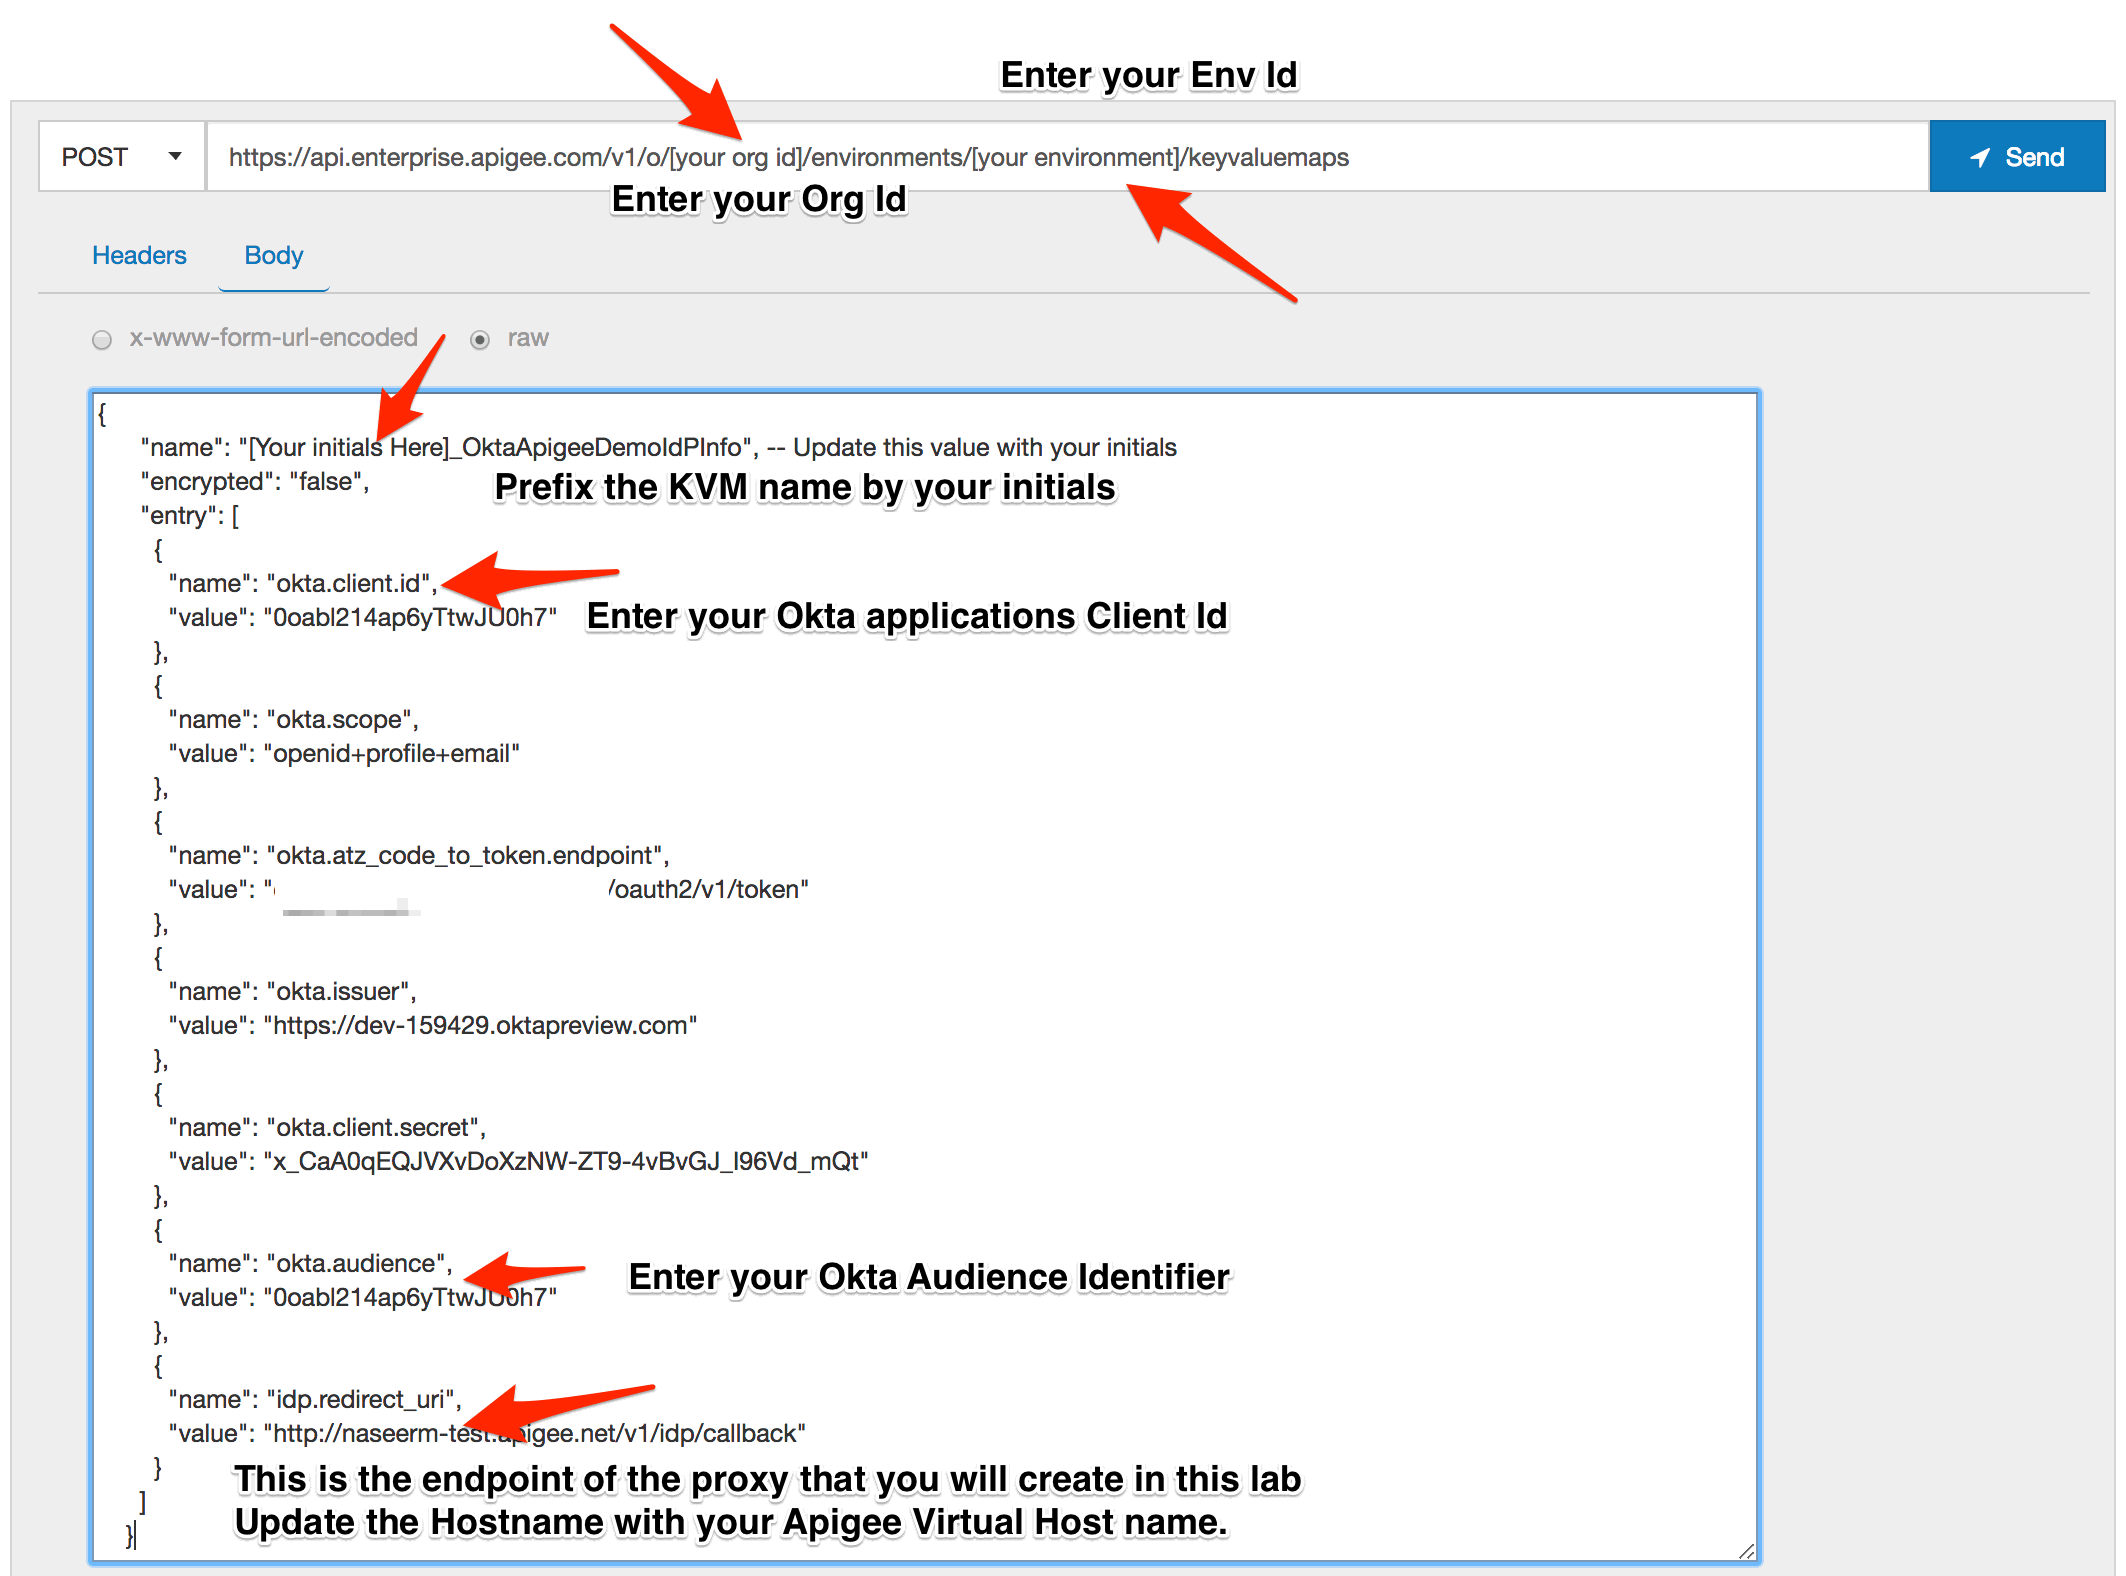 Enter your Env Id
POST
https://api.enterprise.apigee.com/v1/o/[your org id]/environments/[your environment]/keyvaluemaps
Send
Enter your Org Id
Headers
Body
x-www-form-url-encoded
raw
{
"name": "[Your initials Here]_OktaApigeeDemoIdPInfo", -- Update this value with your initials
"encrypted": "false",
Prefix the KVM name by your initials
"entry": [
{
"name": "okta.client.id",
"value": "0oabl214ap6yTtwJU0h7"
Enter your Okta applications Client Id
},
{
"name": "okta.scope",
"value": "openid+profile+email"
},
{
"name": "okta.atz_code_to_token.endpoint",
"value": " /oauth2/v1/token"
},
{
"name": "okta.issuer",
"value": "https://dev-159429.oktapreview.com"
},
{
"name": "okta.client.secret",
"value": "x_CaA0qEQJVXvDoXzNW-ZT9-4vBvGJ_I96Vd_mQt"
},
{
"name": "okta.audience",
Enter your Okta Audience Identifier
"value": "0oabl214ap6yTtwJU0h7"
},
{
"name": "idp.redirect_uri",
"value": "http://naseerm-test.apigee.net/v1/idp/callback"
}
This is the endpoint of the proxy that you will create in this lab
]
Update the Hostname with your Apigee Virtual Host name.
}